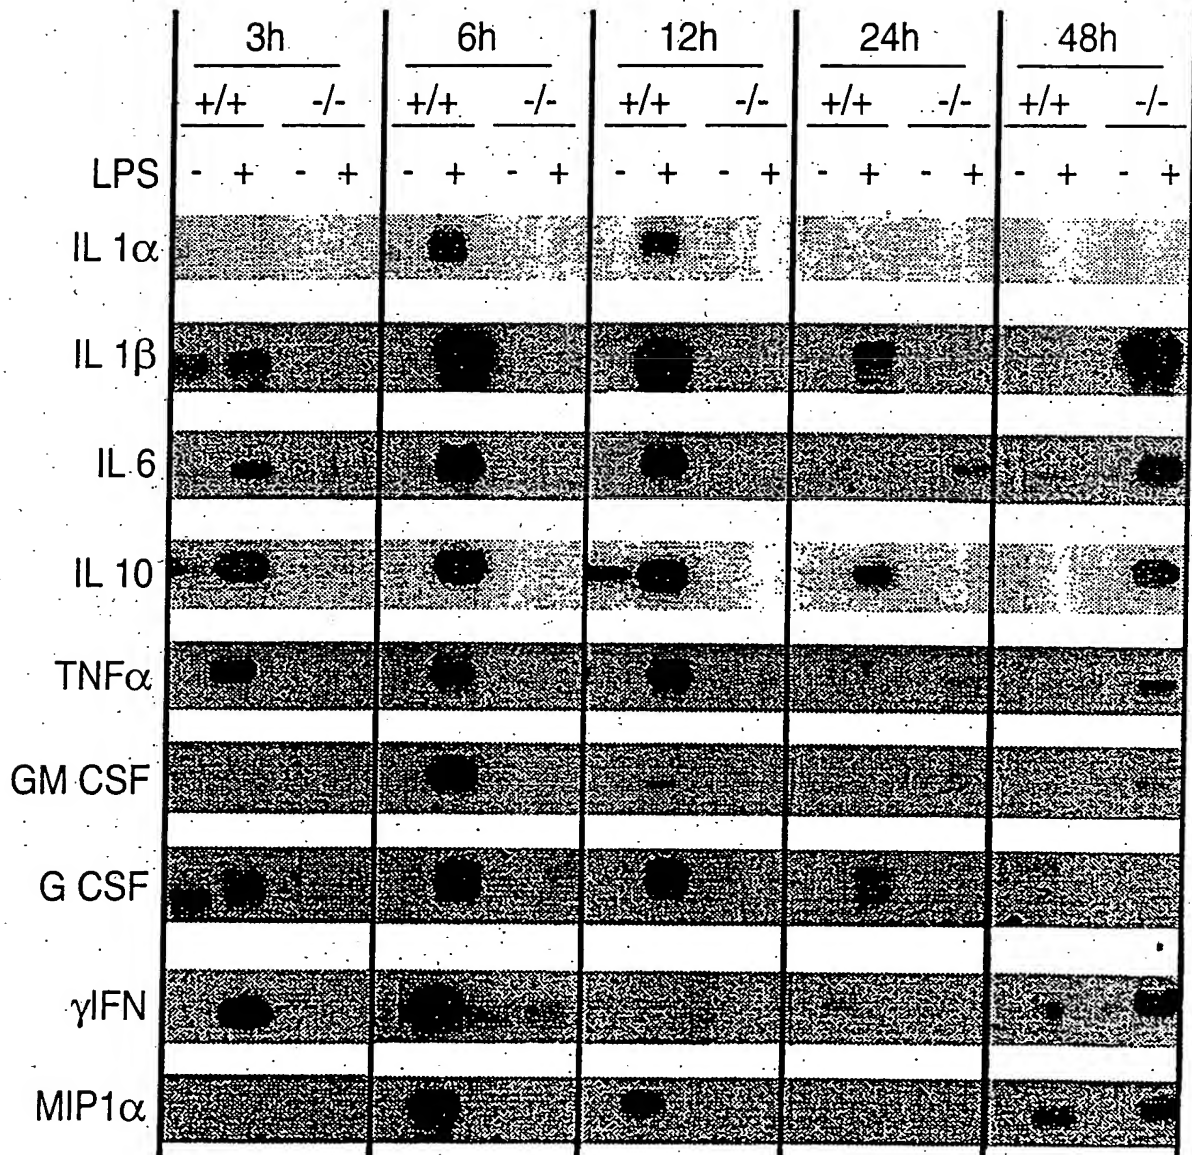 3h 6h 12h 24h 48h
+/+ -/- +/+ -/- +/+ -/- +/+ -/- +/+ -/-
LPS - + - + - + - + - + - + - + - + - + - +
IL 1α
IL 1β
IL 6
IL 10
TNFα
GM CSF
G CSF
γIFN
MIP1α